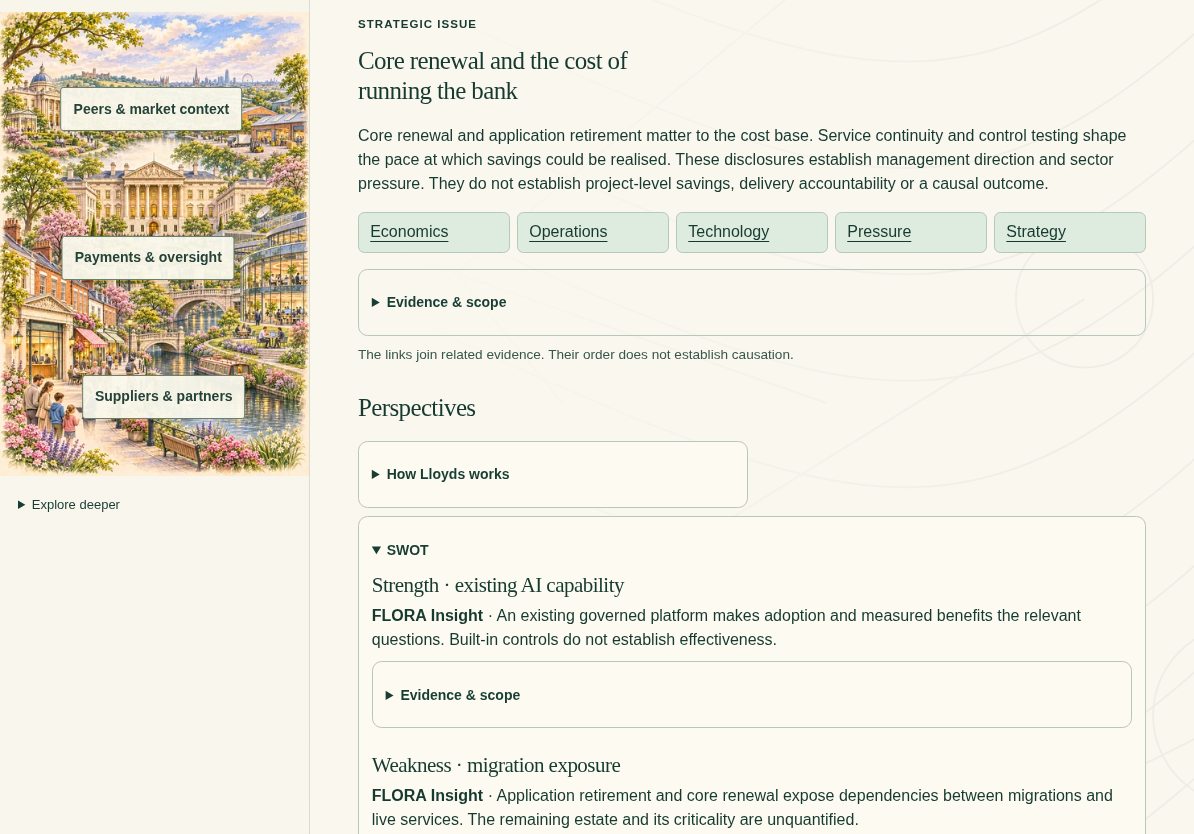 Peers & market context
Payments & oversight
Suppliers & partners
Explore deeper
STRATEGIC ISSUE
Core renewal and the cost of
running the bank
Core renewal and application retirement matter to the cost base. Service continuity and control testing shape
the pace at which savings could be realised. These disclosures establish management direction and sector
pressure. They do not establish project-level savings, delivery accountability or a causal outcome.
Economics
Operations
Technology
Pressure
Strategy
Evidence & scope
The links join related evidence. Their order does not establish causation.
Perspectives
How Lloyds works
SWOT
Strength · existing AI capability
FLORA Insight · An existing governed platform makes adoption and measured benefits the relevant
questions. Built-in controls do not establish effectiveness.
Evidence & scope
Weakness · migration exposure
FLORA Insight · Application retirement and core renewal expose dependencies between migrations and
live services. The remaining estate and its criticality are unquantified.